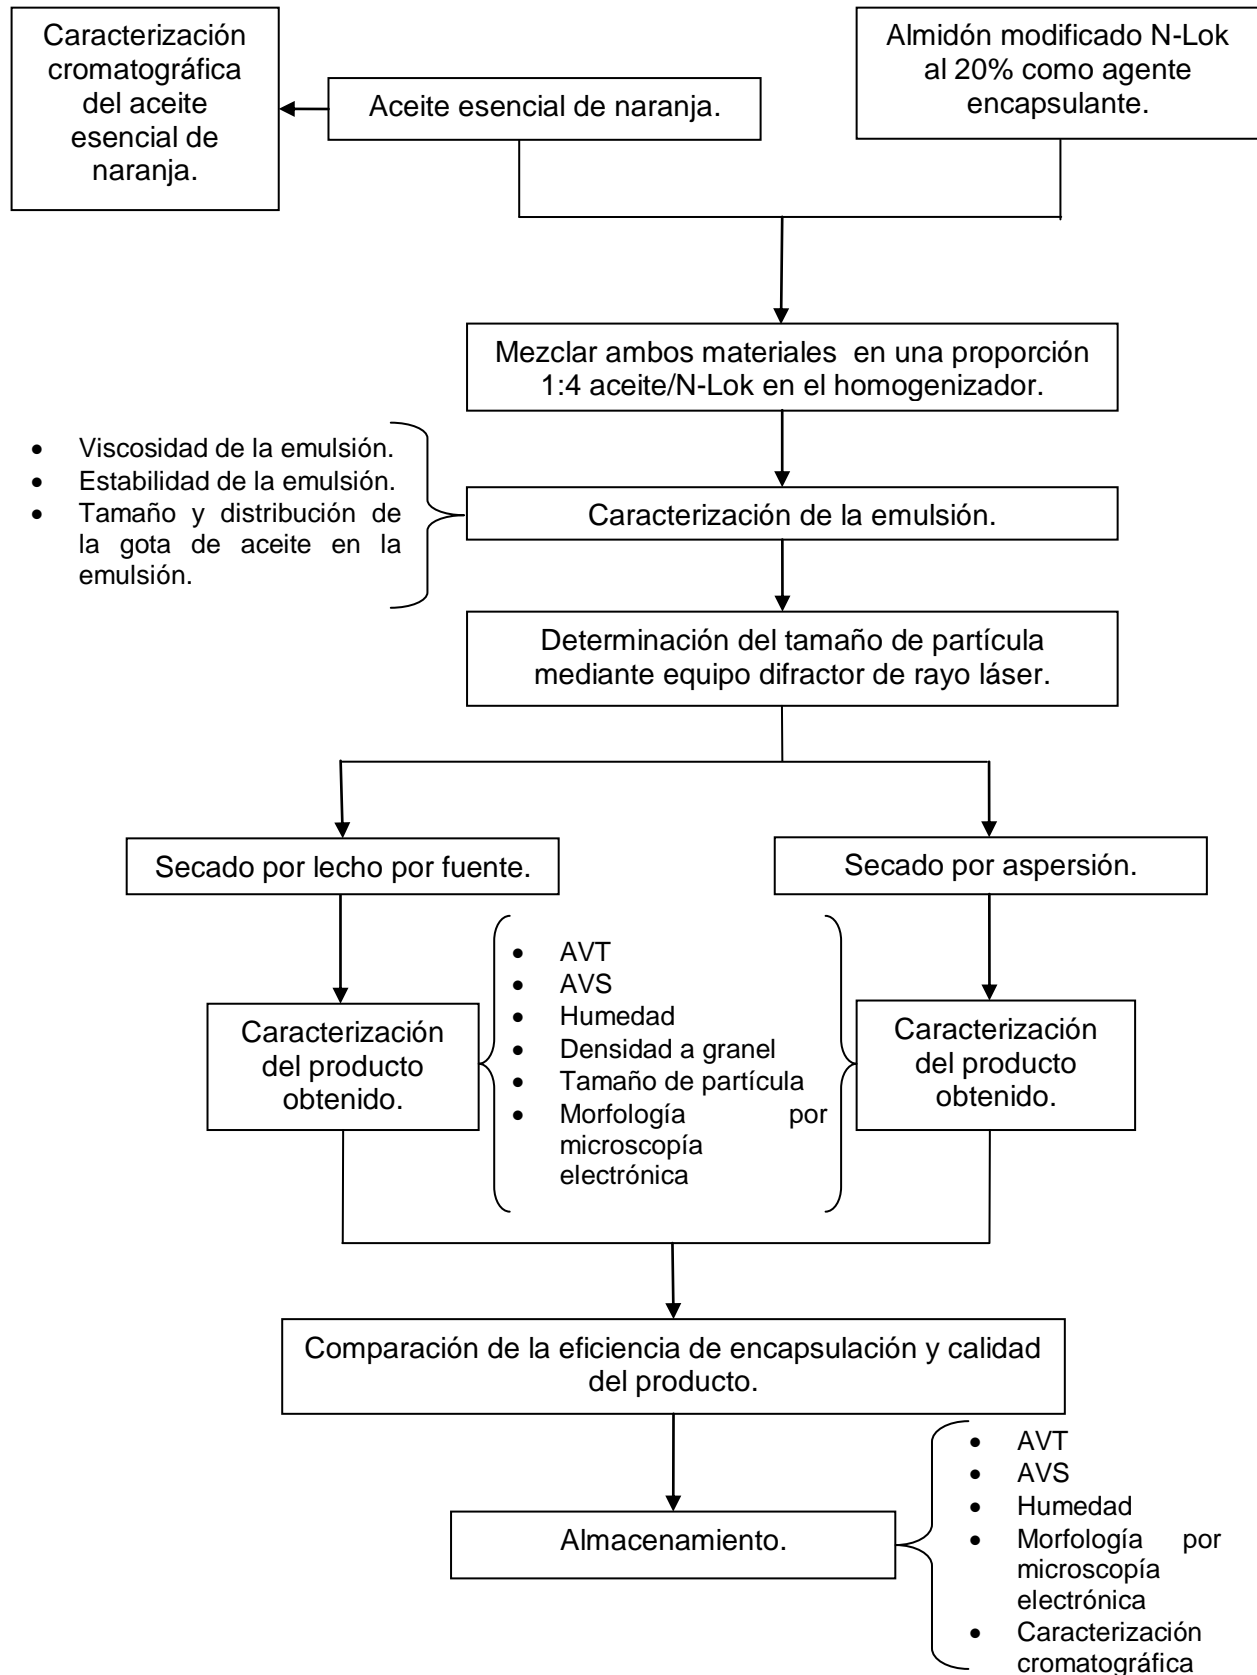 Caracterización
cromatográfica
del aceite
esencial de
naranja.
Aceite esencial de naranja.
Almidón modificado N-Lok
al 20% como agente
encapsulante.
Mezclar ambos materiales en una proporción
1:4 aceite/N-Lok en el homogenizador.
• Viscosidad de la emulsión.
• Estabilidad de la emulsión.
• Tamaño y distribución de
la gota de aceite en la
emulsión.
Caracterización de la emulsión.
Determinación del tamaño de partícula
mediante equipo difractor de rayo láser.
Secado por lecho por fuente.
Secado por aspersión.
Caracterización
del producto
obtenido.
• AVT
• AVS
• Humedad
• Densidad a granel
• Tamaño de partícula
• Morfología por
microscopía
electrónica
Caracterización
del producto
obtenido.
Comparación de la eficiencia de encapsulación y calidad
del producto.
Almacenamiento.
• AVT
• AVS
• Humedad
• Morfología por
microscopía
electrónica
• Caracterización
cromatográfica